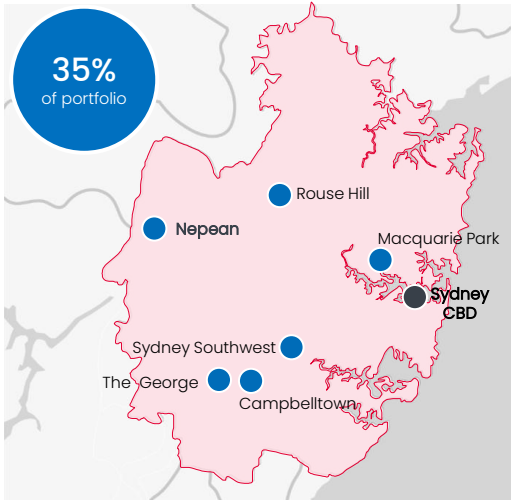 35%
of portfolio
Rouse Hill
Nepean
Macquarie Park
Sydney
CBD
Sydney Southwest
The George
Campbelltown